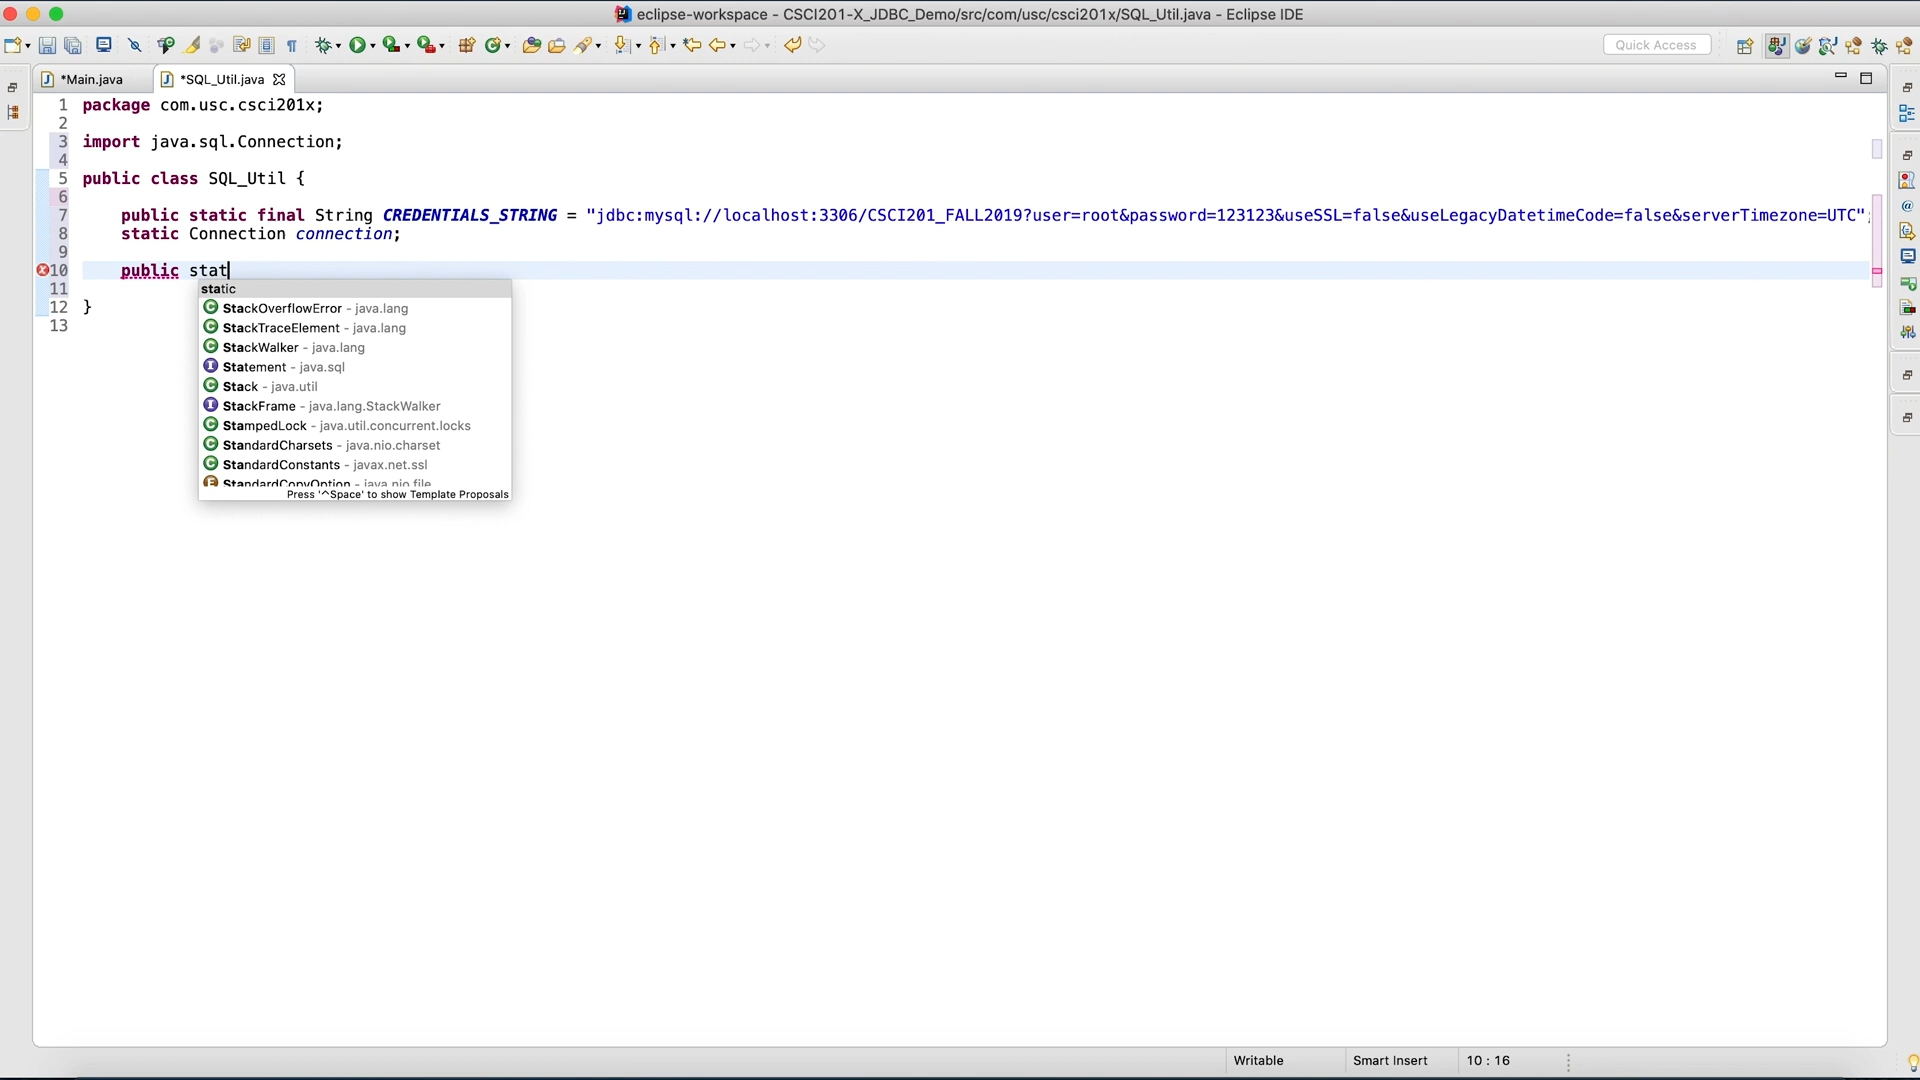 eclipse-workspace - CSCI201-X_JDBC_Demo/src/com/usc/csci201x/SQL_Util.java - Eclipse IDE
Quick Access
*Main.java
*SQL_Util.java
1 package com.usc.csci201x;
2
3 import java.sql.Connection;
4
5 public class SQL_Util {
6
7 public static final String CREDENTIALS_STRING = "jdbc:mysql://localhost:3306/CSCI201_FALL2019?user=root&password=123123&useSSL=false&useLegacyDatetimeCode=false&serverTimezone=UTC";
8 static Connection connection;
9
10 public stat
11
12 }
13
static
StackOverflowError - java.lang
StackTraceElement - java.lang
StackWalker - java.lang
Statement - java.sql
Stack - java.util
StackFrame - java.lang.StackWalker
StampedLock - java.util.concurrent.locks
StandardCharsets - java.nio.charset
StandardConstants - javax.net.ssl
StandardCopyOption - java.nio.file
Press '^Space' to show Template Proposals
Writable
Smart Insert
10 : 16